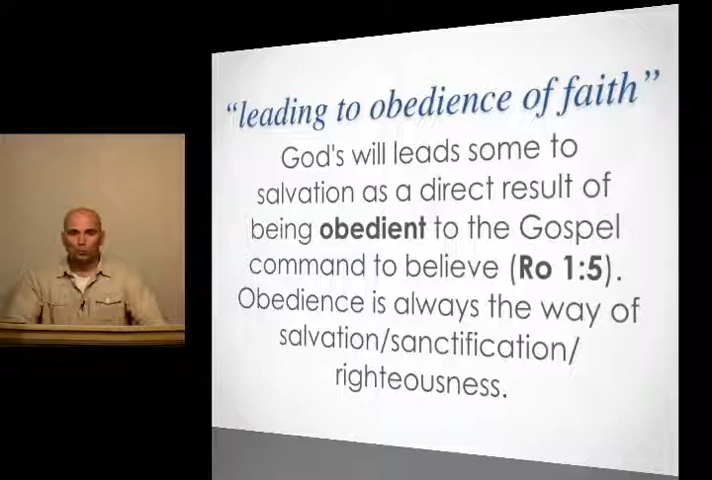 “leading to obedience of faith”
God's will leads some to
salvation as a direct result of
being obedient to the Gospel
command to believe (Ro 1:5).
Obedience is always the way of
salvation/sanctification/
righteousness.